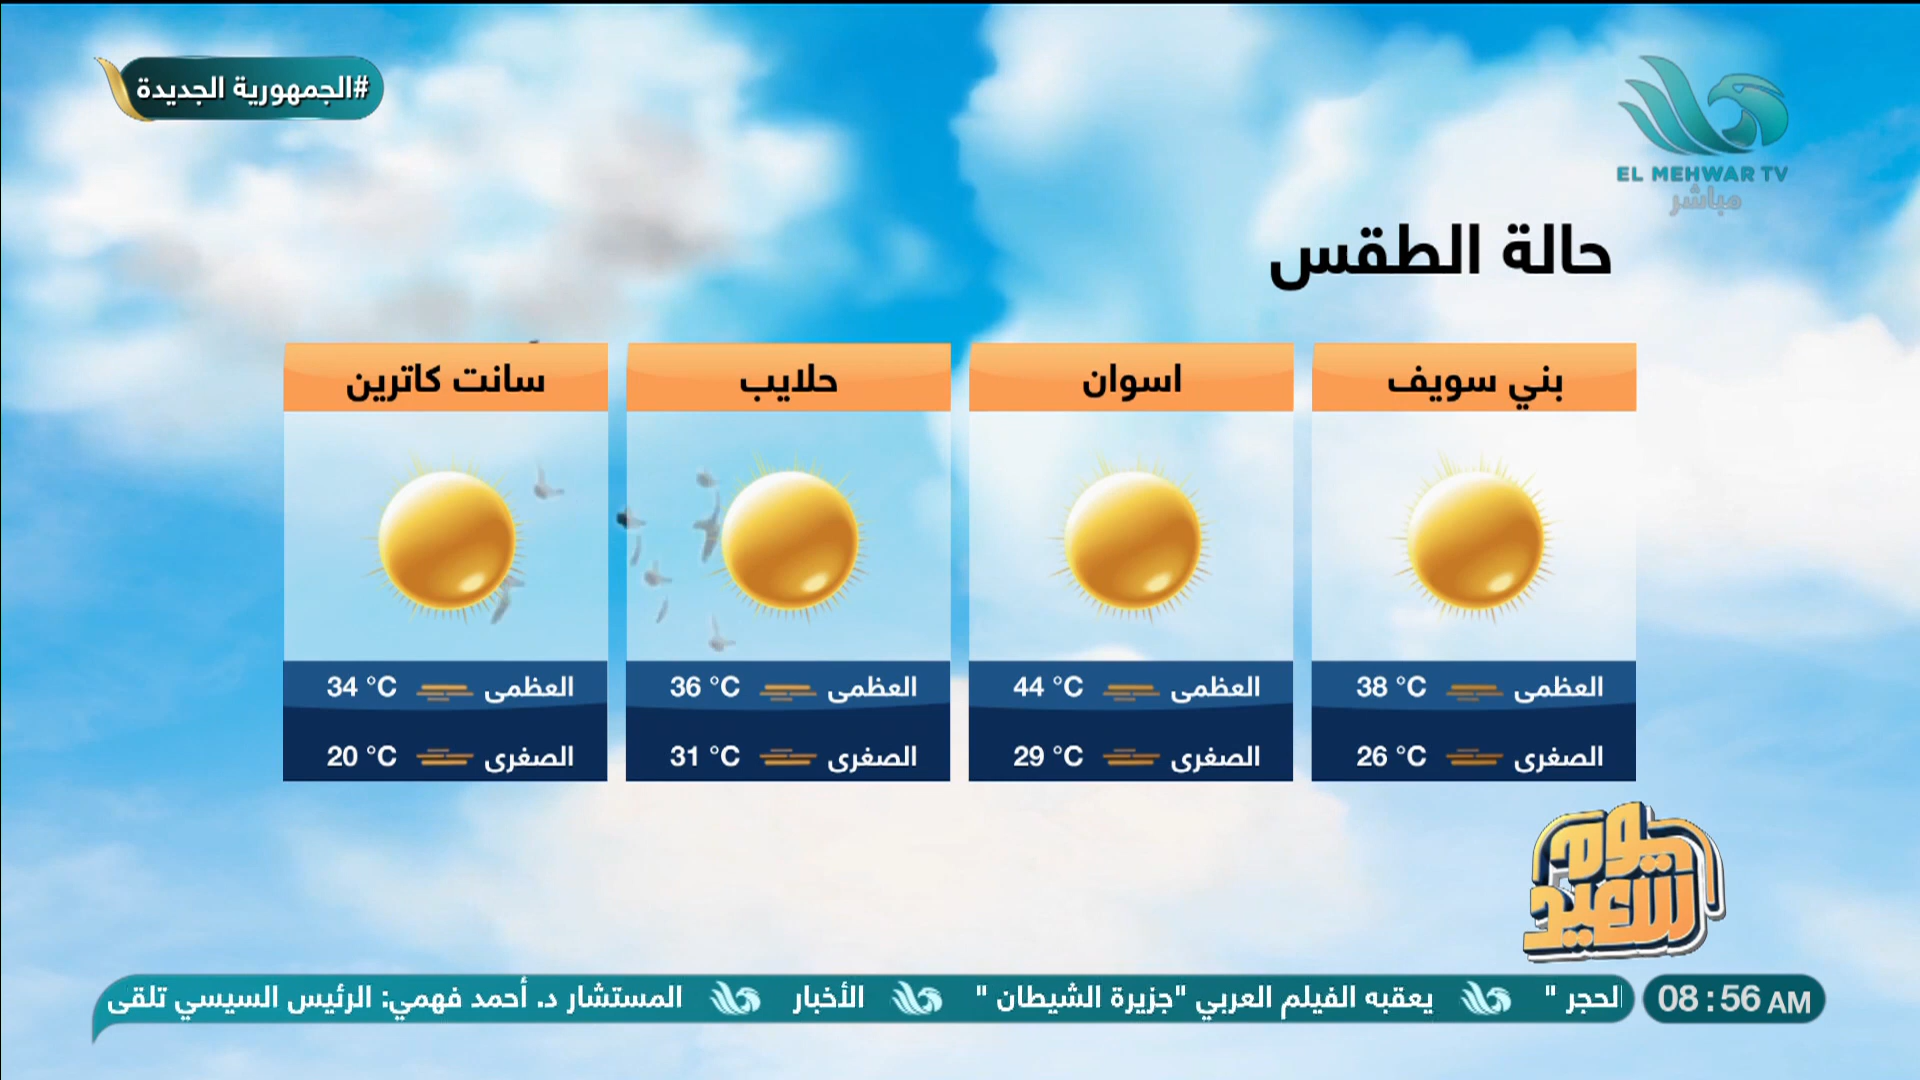 #الجمهورية الجديدة
EL MEHWAR TV
مباشر
حالة الطقس
بني سويف
العظمى 38 °C
الصغرى 26 °C
اسوان
العظمى 44 °C
الصغرى 29 °C
حلايب
العظمى 36 °C
الصغرى 31 °C
سانت كاترين
العظمى 34 °C
الصغرى 20 °C
يوم
سعيد
08:56 AM
لحجر " يعقبه الفيلم العربي "جزيرة الشيطان " الأخبار المستشار د. أحمد فهمي: الرئيس السيسي تلقى